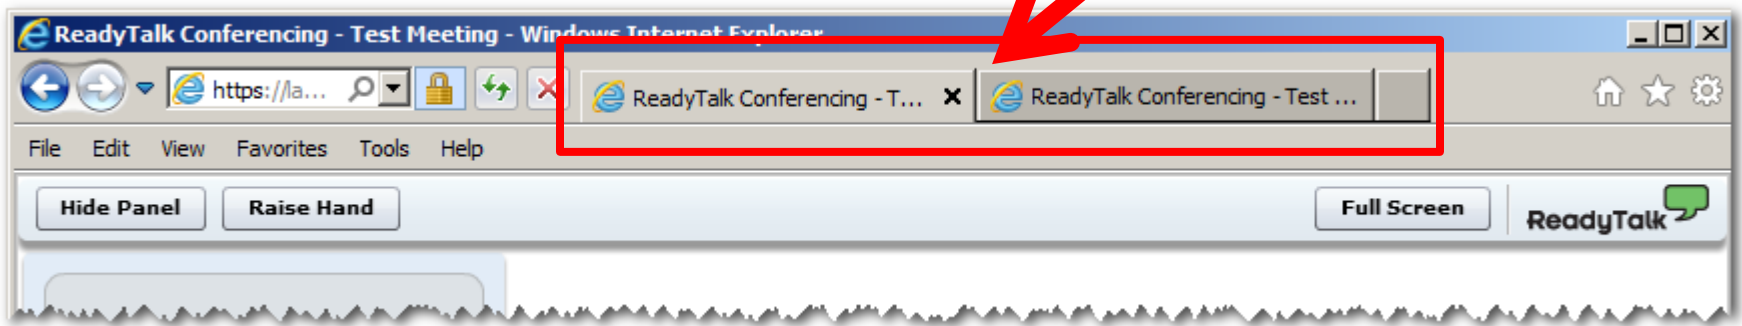 ReadyTalk Conferencing - Test Meeting - Windows Internet Explorer
https://la...
ReadyTalk Conferencing - T...
ReadyTalk Conferencing - Test ...
File Edit View Favorites Tools Help
Hide Panel
Raise Hand
Full Screen
ReadyTalk